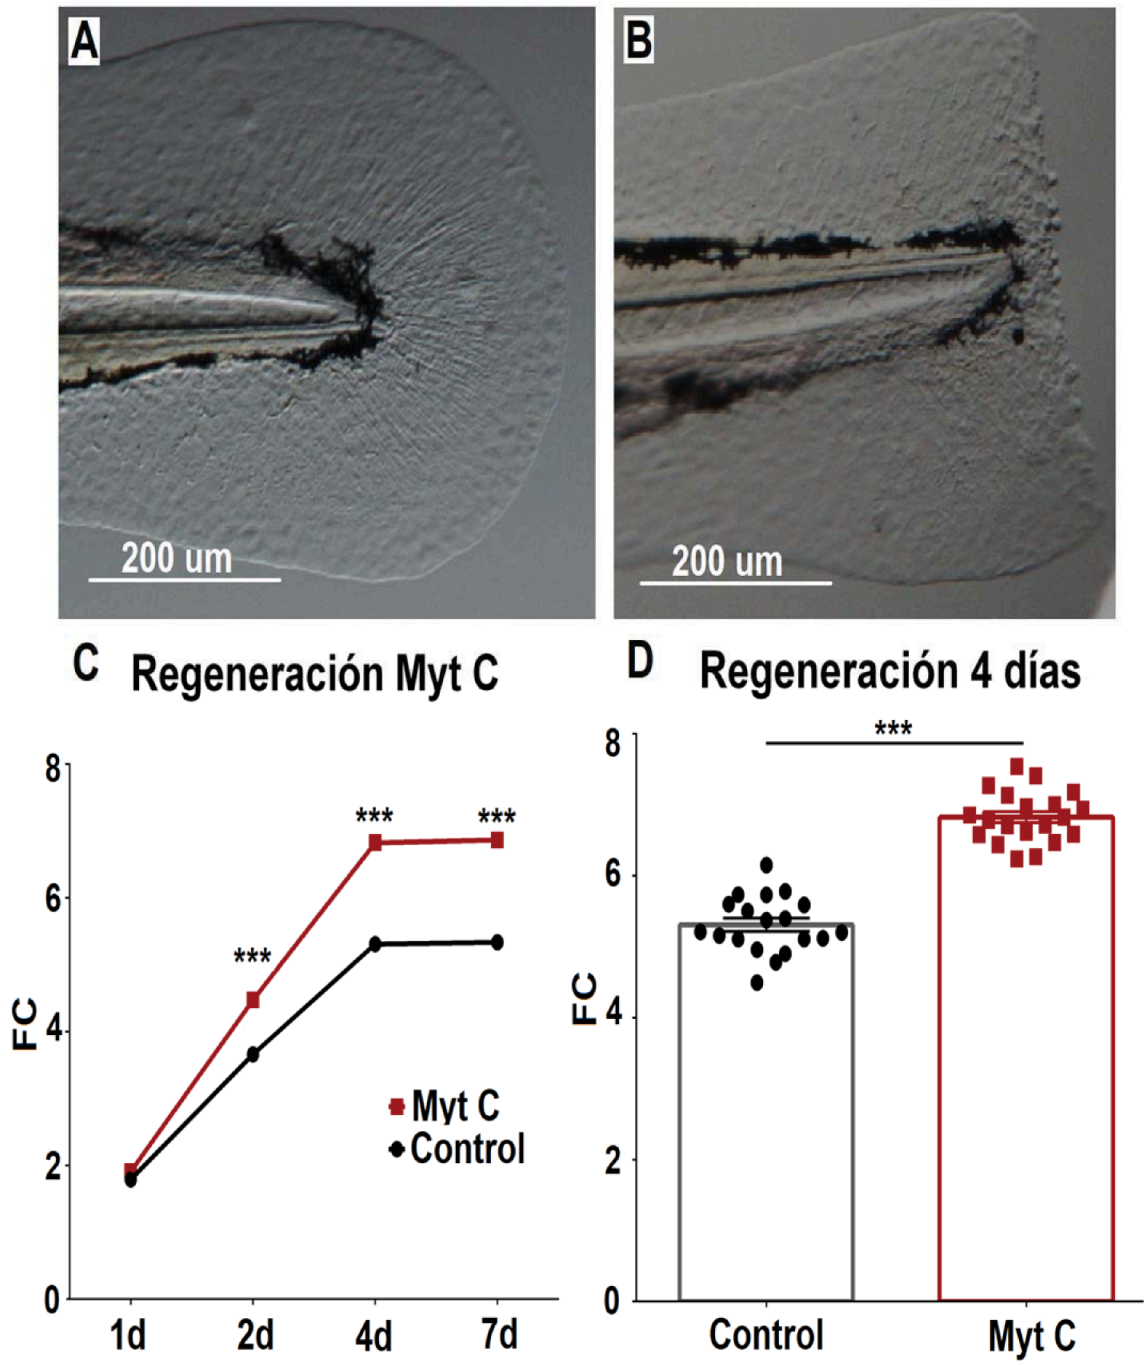 A
B
200 um
200 um
C Regeneración Myt C
8
6
4
2
0
FC
***
***
***
Myt C
Control
1d 2d 4d 7d
D Regeneración 4 días
***
8
6
4
2
0
FC
Control Myt C